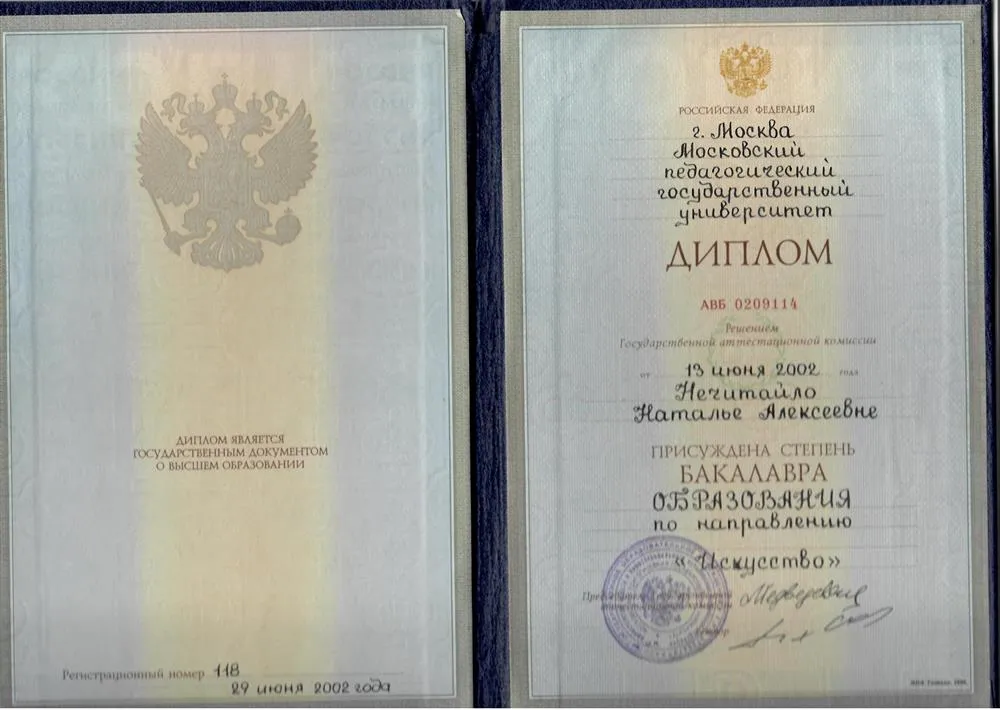 ДИПЛОМ ЯВЛЯЕТСЯ
ГОСУДАРСТВЕННЫМ ДОКУМЕНТОМ
О ВЫСШЕМ ОБРАЗОВАНИИ
Регистрационный номер 118
29 июня 2002 года
РОССИЙСКАЯ ФЕДЕРАЦИЯ
г. Москва
Московский
педагогический
государственный
университет
ДИПЛОМ
АВБ 0209114
Решением
Государственной аттестационной комиссии
от 13 июня 2002 года
Нечитайло
Наталье Алексеевне
ПРИСУЖДЕНА СТЕПЕНЬ
БАКАЛАВРА
ОБРАЗОВАНИЯ
по направлению
«Искусство»